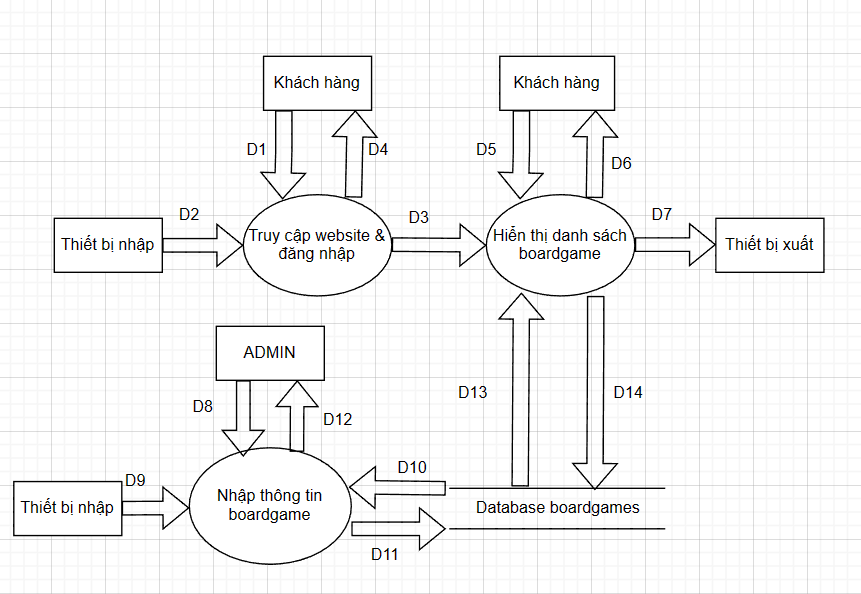 Khách hàng
Khách hàng
D1
D4
D5
D6
D2
D3
D7
Thiết bị nhập
Truy cập website &
đăng nhập
Hiển thị danh sách
boardgame
Thiết bị xuất
ADMIN
D8
D12
D13
D14
D9
D10
Thiết bị nhập
Nhập thông tin
boardgame
Database boardgames
D11